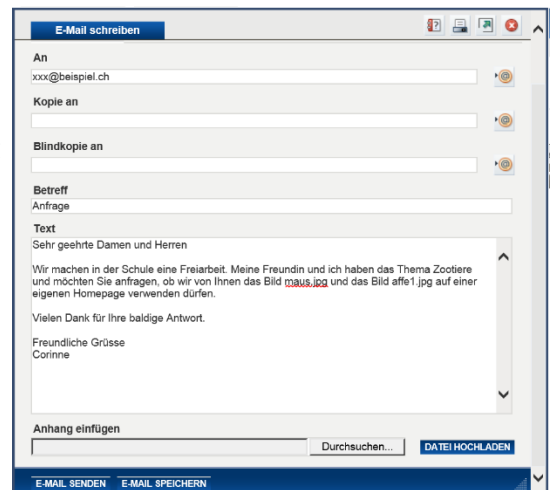 E-Mail schreiben
An
xxx@beispiel.ch
Kopie an
Blindkopie an
Betreff
Anfrage
Text
Sehr geehrte Damen und Herren
Wir machen in der Schule eine Freiarbeit. Meine Freundin und ich haben das Thema Zootiere
und möchten Sie anfragen, ob wir von Ihnen das Bild maus.jpg und das Bild affe1.jpg auf einer
eigenen Homepage verwenden dürfen.
Vielen Dank für Ihre baldige Antwort.
Freundliche Grüsse
Corinne
Anhang einfügen
Durchsuchen... DATEI HOCHLADEN
E-MAIL SENDEN E-MAIL SPEICHERN